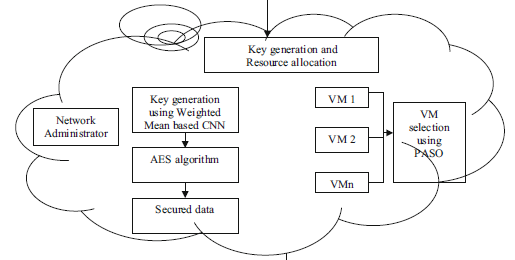 Key generation and
Resource allocation
Key generation
using Weighted
Mean based CNN
Network
Administrator
AES algorithm
Secured data
VM 1
VM 2
VMn
VM
selection
using
PASO